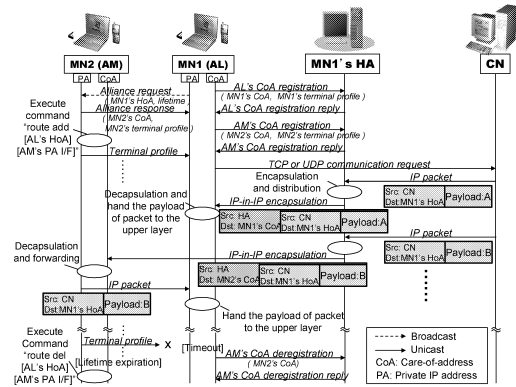 MN2 (AM)
MN1 (AL)
MN1's HA
CN
PA
CoA
PA
CoA
Alliance request
(MN1's HoA, lifetime)
AL's CoA registration
(MN1's CoA, MN1's terminal profile)
Alliance response
(MN2's CoA,
MN2's terminal profile)
AL's CoA registration reply
Execute
command
"route add
[AL's HoA]
[AM's PA I/F]"
AM's CoA registration
(MN2's CoA, MN2's terminal profile)
Terminal profile
AM's CoA registration reply
TCP or UDP communication request
Encapsulation
and distribution
IP packet
Decapsulation and
hand the payload
of packet to the
upper layer
IP-in-IP encapsulation
Src: CN
Dst:MN1's HoA
Payload:A
Src: HA
Dst: MN1's CoA
Src: CN
Dst:MN1's HoA
Payload:A
IP packet
Decapsulation
and forwarding
IP-in-IP encapsulation
Src: CN
Dst:MN1's HoA
Payload:B
Src: HA
Dst: MN2's CoA
Src: CN
Dst:MN1's HoA
Payload:B
IP packet
Src: CN
Dst:MN1's HoA
Payload:B
Hand the payload of packet
to the upper layer
Execute
Command
"route del
[AL's HoA]
[AM's PA I/F]"
Terminal profile
X
[Timeout]
[Lifetime expiration]
AM's CoA deregistration
(MN2's CoA)
AM's CoA deregistration reply
Broadcast
Unicast
CoA: Care-of-address
PA: Private IP address